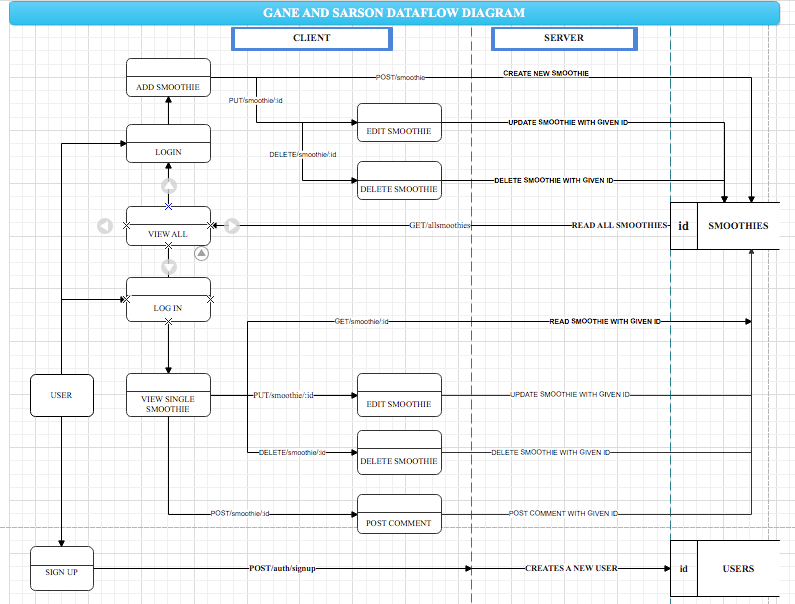 GANE AND SARSON DATAFLOW DIAGRAM
CLIENT
SERVER
POST/smoothie
CREATE NEW SMOOTHIE
ADD SMOOTHIE
PUT/smoothie/:id
EDIT SMOOTHIE
UPDATE SMOOTHIE WITH GIVEN ID
LOGIN
DELETE/smoothie/:id
DELETE SMOOTHIE
DELETE SMOOTHIE WITH GIVEN ID
VIEW ALL
GET/allsmoothies
READ ALL SMOOTHIES
id
SMOOTHIES
LOG IN
GET/smoothie/:id
READ SMOOTHIE WITH GIVEN ID
USER
VIEW SINGLE
SMOOTHIE
PUT/smoothie/:id
EDIT SMOOTHIE
UPDATE SMOOTHIE WITH GIVEN ID
DELETE/smoothie/:id
DELETE SMOOTHIE
DELETE SMOOTHIE WITH GIVEN ID
POST/smoothie/:id
POST COMMENT
POST COMMENT WITH GIVEN ID
SIGN UP
POST/auth/signup
CREATES A NEW USER
id
USERS